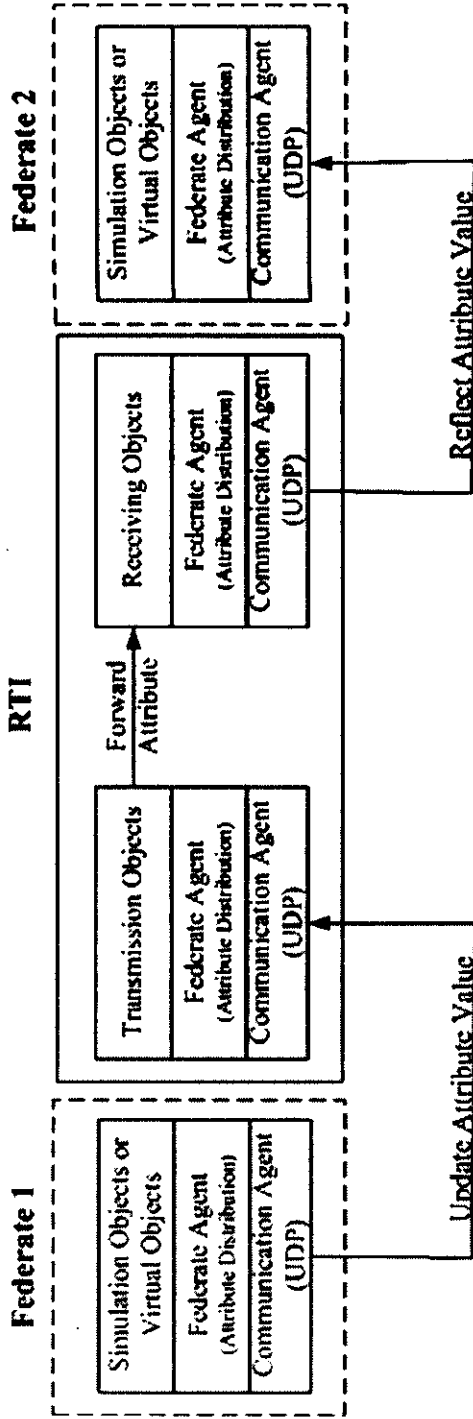 Federate 1
Simulation Objects or
Virtual Objects
Federate Agent
(Attribute Distribution)
Communication Agent
(UDP)
RTI
Transmission Objects
Federate Agent
(Attribute Distribution)
Communication Agent
(UDP)
Forward
Attribute
Receiving Objects
Federate Agent
(Attribute Distribution)
Communication Agent
(UDP)
Federate 2
Simulation Objects or
Virtual Objects
Federate Agent
(Attribute Distribution)
Communication Agent
(UDP)
Update Attribute Value
Reflect Attribute Value